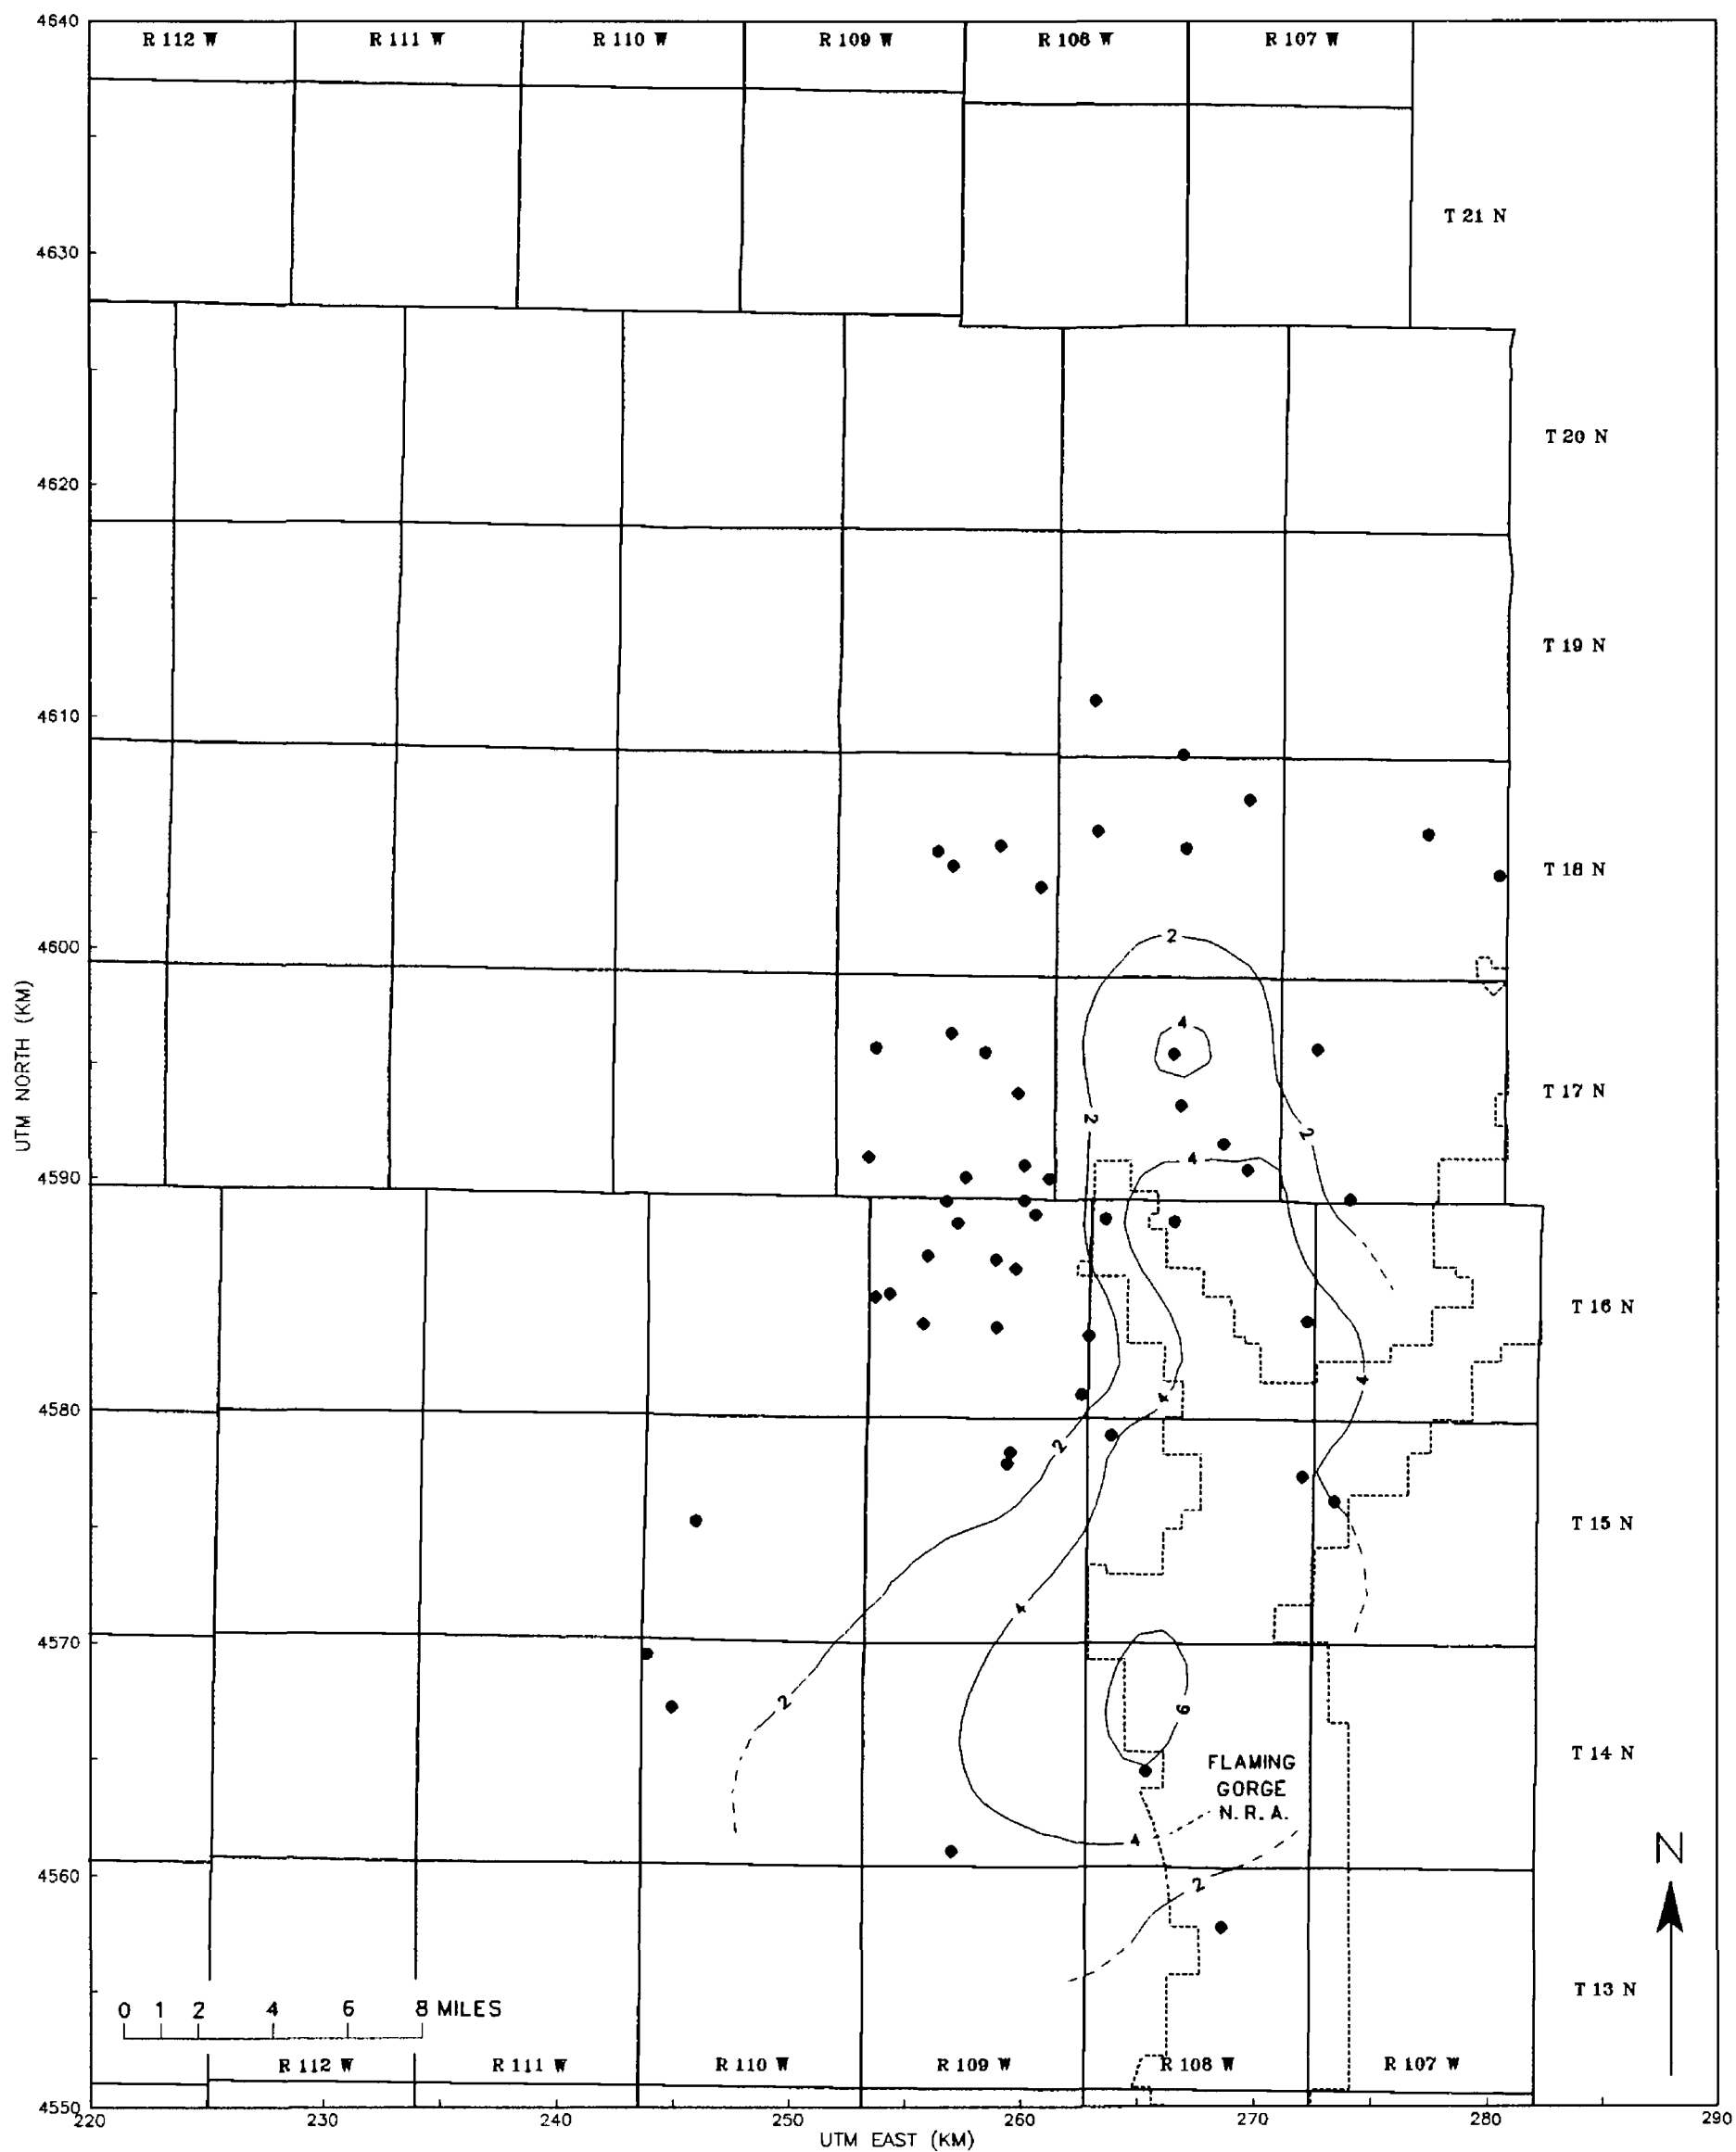 4640
R 112 W R 111 W R 110 W R 109 W R 108 W R 107 W
T 21 N
4630
T 20 N
4620
T 19 N
4610
T 18 N
4600
2
4
UTM NORTH (KM)
T 17 N
2
2
4
4590
T 16 N
4
4
4580
2
T 15 N
4
4570
2
6
FLAMING
GORGE
N. R. A.
T 14 N
4
N
4560
2
T 13 N
0 1 2 4 6 8 MILES
R 112 W R 111 W R 110 W R 109 W R 108 W R 107 W
4550
220 230 240 250 260 270 280 290
UTM EAST (KM)